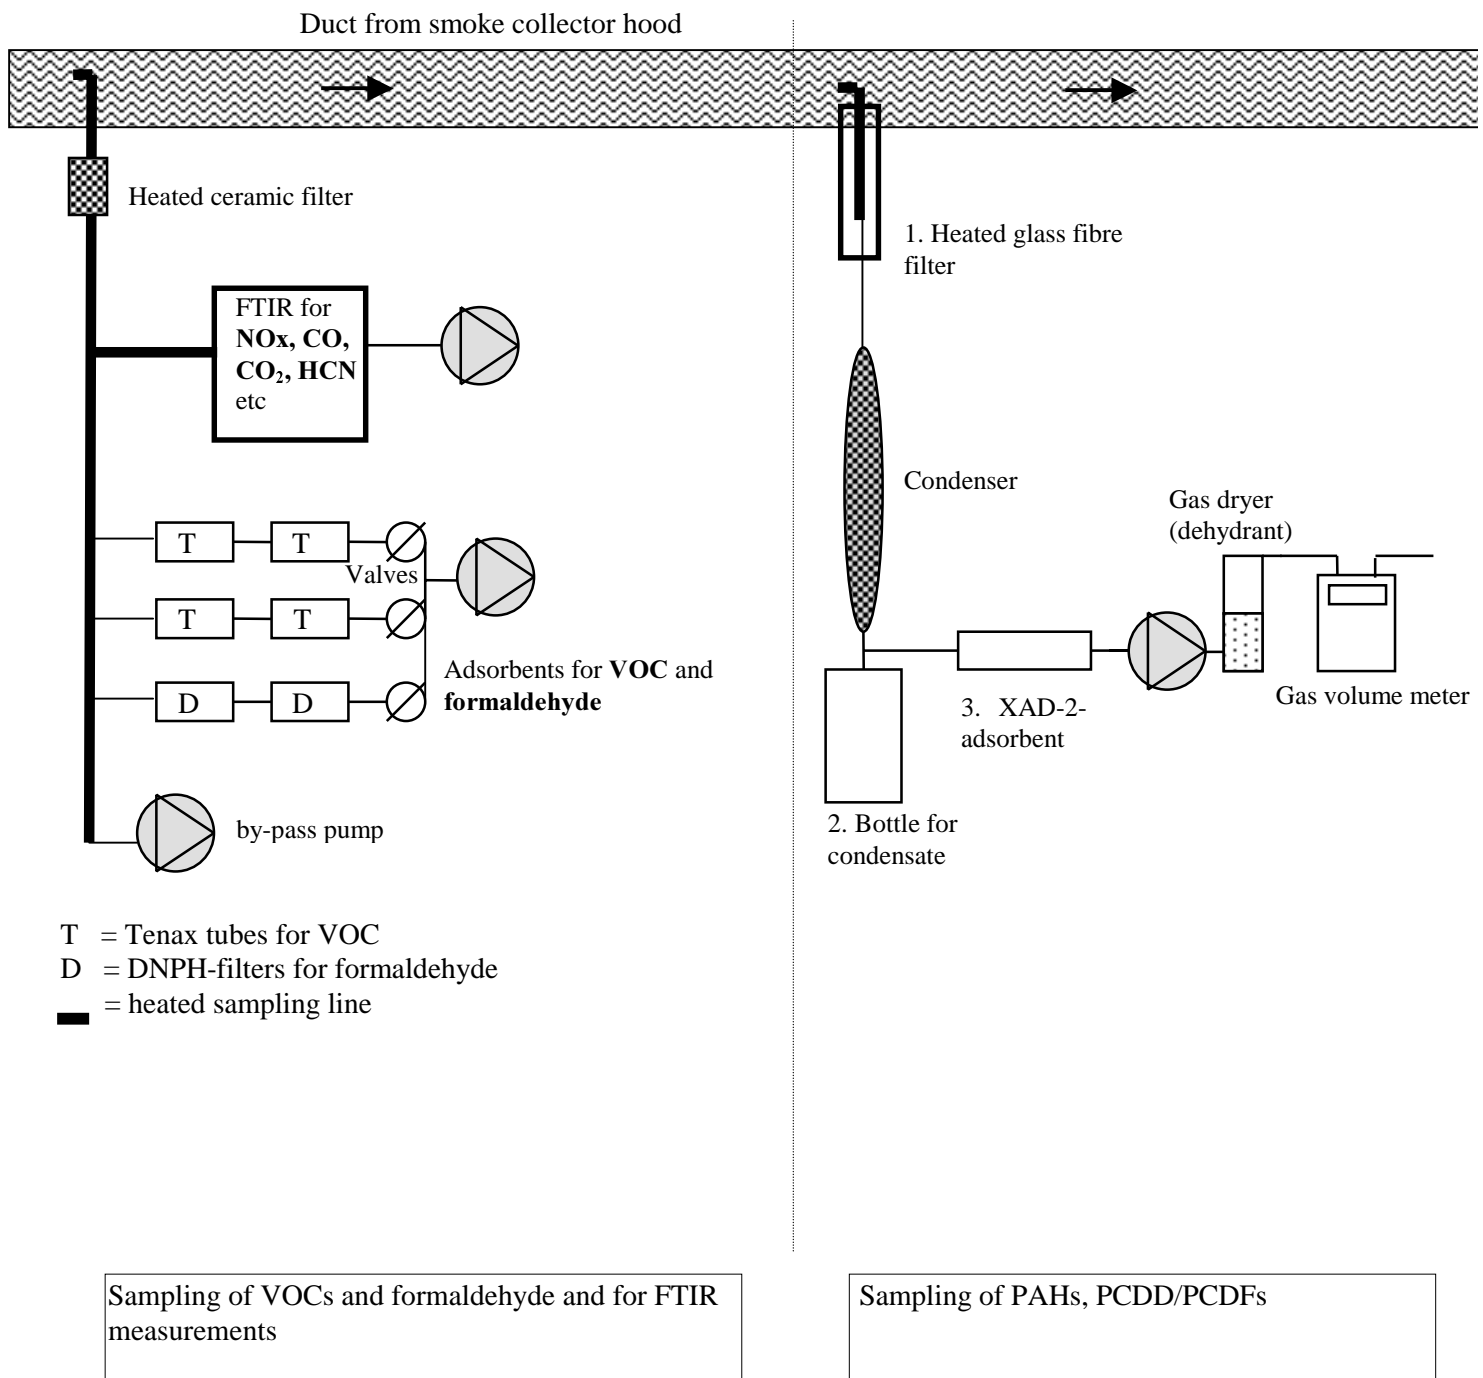 Duct from smoke collector hood
Heated ceramic filter
FTIR for
NOx, CO,
CO₂, HCN
etc
T T
Valves
T T
D D
Adsorbents for VOC and
formaldehyde
by-pass pump
T = Tenax tubes for VOC
D = DNPH-filters for formaldehyde
= heated sampling line
1. Heated glass fibre
filter
Condenser
Gas dryer
(dehydrant)
Gas volume meter
3. XAD-2-
adsorbent
2. Bottle for
condensate
Sampling of VOCs and formaldehyde and for FTIR
measurements
Sampling of PAHs, PCDD/PCDFs